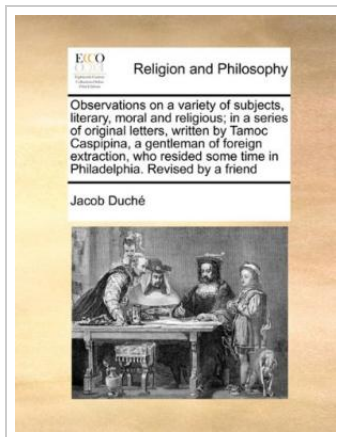 ECCO
Religion and Philosophy
Observations on a variety of subjects,
literary, moral and religious; in a series
of original letters, written by Tamoc
Caspipina, a gentleman of foreign
extraction, who resided some time in
Philadelphia. Revised by a friend
Jacob Duché